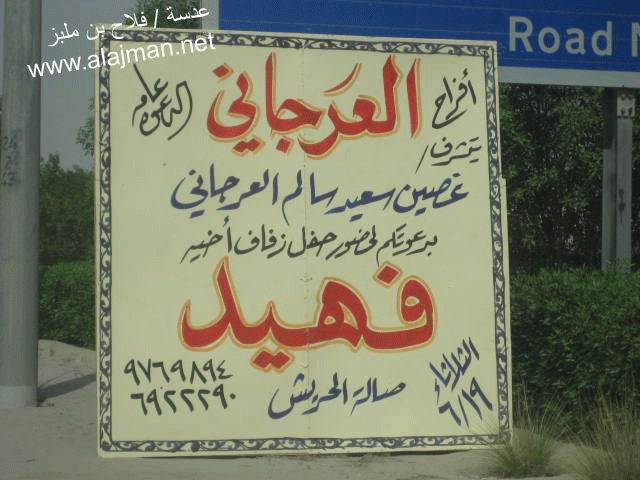 عدسة / فلاح بن ملبز
www.alajman.net
Road
أفراح
العرجاني
الدعوة عامه
يتشرف /
غصين سعيد سالم العرجاني
بدعوتكم لحضور حفل زفاف أخيه
فهيد
الثلاثاء
٦/١٩
صالة الحريش
٩٧٦٩٨٩٤
٦٩٢٢٢٩٠